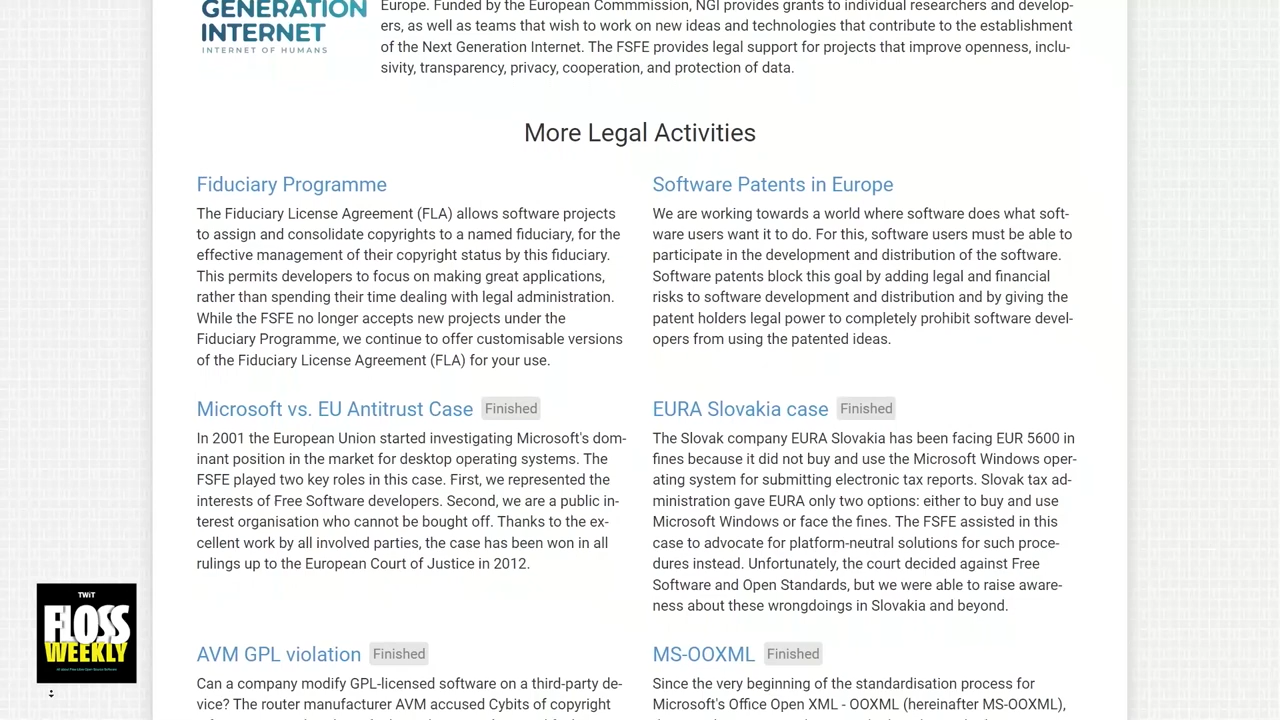 GENERATION
INTERNET
INTERNET OF HUMANS
Europe. Funded by the European Commmission, NGI provides grants to individual researchers and develop-
ers, as well as teams that wish to work on new ideas and technologies that contribute to the establishment
of the Next Generation Internet. The FSFE provides legal support for projects that improve openness, inclu-
sivity, transparency, privacy, cooperation, and protection of data.
More Legal Activities
Fiduciary Programme
The Fiduciary License Agreement (FLA) allows software projects
to assign and consolidate copyrights to a named fiduciary, for the
effective management of their copyright status by this fiduciary.
This permits developers to focus on making great applications,
rather than spending their time dealing with legal administration.
While the FSFE no longer accepts new projects under the
Fiduciary Programme, we continue to offer customisable versions
of the Fiduciary License Agreement (FLA) for your use.
Software Patents in Europe
We are working towards a world where software does what soft-
ware users want it to do. For this, software users must be able to
participate in the development and distribution of the software.
Software patents block this goal by adding legal and financial
risks to software development and distribution and by giving the
patent holders legal power to completely prohibit software devel-
opers from using the patented ideas.
Microsoft vs. EU Antitrust Case Finished
In 2001 the European Union started investigating Microsoft's dom-
inant position in the market for desktop operating systems. The
FSFE played two key roles in this case. First, we represented the
interests of Free Software developers. Second, we are a public in-
terest organisation who cannot be bought off. Thanks to the ex-
cellent work by all involved parties, the case has been won in all
rulings up to the European Court of Justice in 2012.
EURA Slovakia case Finished
The Slovak company EURA Slovakia has been facing EUR 5600 in
fines because it did not buy and use the Microsoft Windows oper-
ating system for submitting electronic tax reports. Slovak tax ad-
ministration gave EURA only two options: either to buy and use
Microsoft Windows or face the fines. The FSFE assisted in this
case to advocate for platform-neutral solutions for such proce-
dures instead. Unfortunately, the court decided against Free
Software and Open Standards, but we were able to raise aware-
ness about these wrongdoings in Slovakia and beyond.
TWiT
FLOSS
WEEKLY
AVM GPL violation Finished
Can a company modify GPL-licensed software on a third-party de-
vice? The router manufacturer AVM accused Cybits of copyright
MS-OOXML Finished
Since the very beginning of the standardisation process for
Microsoft's Office Open XML - OOXML (hereinafter MS-OOXML),